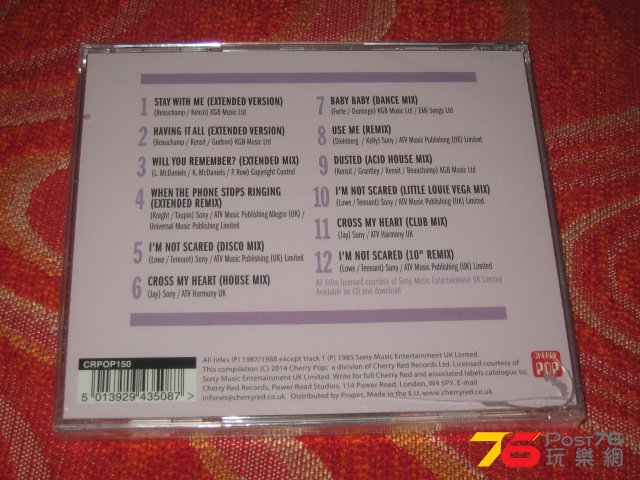 1 STAY WITH ME (EXTENDED VERSION)
(Beauchamp / Kensit) KGB Music Ltd
2 HAVING IT ALL (EXTENDED VERSION)
(Beauchamp / Kensit / Godson) KGB Music Ltd
3 WILL YOU REMEMBER? (EXTENDED MIX)
(L. McDaniels / K. McDaniels / P. Row) Copyright Control
4 WHEN THE PHONE STOPS RINGING
(EXTENDED REMIX)
(Knight / Taupin) Sony / ATV Music Publishing Allegro (UK) /
Universal Music Publishing Limited
5 I'M NOT SCARED (DISCO MIX)
(Lowe / Tennant) Sony / ATV Music Publishing (UK) Limited
6 CROSS MY HEART (HOUSE MIX)
(Jay) Sony / ATV Harmony UK
7 BABY BABY (DANCE MIX)
(Forte / Domingo) KGB Music Ltd / EMI Songs Ltd
8 USE ME (REMIX)
(Steinberg / Kelly) Sony / ATV Music Publishing (UK) Limited
9 DUSTED (ACID HOUSE MIX)
(Kensit / Grantley / Kensit / Beauchamp) KGB Music Ltd
10 I'M NOT SCARED (LITTLE LOUIE VEGA MIX)
(Lowe / Tennant) Sony / ATV Music Publishing (UK) Limited
11 CROSS MY HEART (CLUB MIX)
(Jay) Sony / ATV Harmony UK
12 I'M NOT SCARED (10" REMIX)
(Lowe / Tennant) Sony / ATV Music Publishing (UK) Limited
All titles licensed courtesy of Sony Music Entertainment UK Limited
Available on CD and download
CRPOP150
5 013929 435087 >
All titles (P) 1987/1988 except track 1 (P) 1985 Sony Music Entertainment UK Limted.
This compilation (C) 2014 Cherry Pop: a division of Cherry Red Records Ltd. Licensed courtesy of
Sony Music Entertainment UK Ltd. Write for full Cherry Red and associated labels catalogue to:
Cherry Red Records, Power Road Studios, 114 Power Road, London, W4 5PY. E-mail
infonet@cherryred.co.uk Distributed by Proper. Made in the E.U. www.cherryred.co.uk
CHERRY
POP
76 Post76
玩樂網